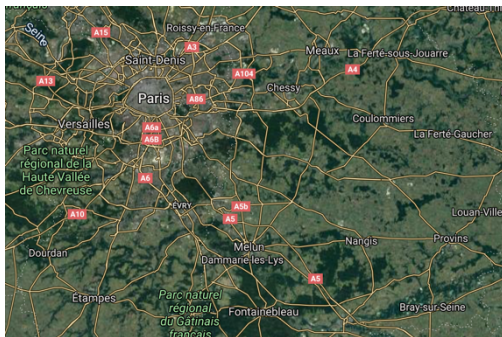 Roissy-en-France
Château-Th
Seine
A15
A3
Meaux
La Ferté-sous-Jouarre
Saint-Denis
A13
A104
A4
Chessy
Paris
A86
Coulommiers
Versailles
A6a
A6B
La Ferté-Gaucher
Parc naturel
régional de la
Haute Vallée
de Chevreuse
A6
A10
ÉVRY
A5b
A5
Louan-Ville
Melun
Nangis
Provins
Dourdan
Dammarie-les-Lys
A5
Étampes
Parc naturel
régional
du Gâtinais
français
Fontainebleau
Bray-sur-Seine